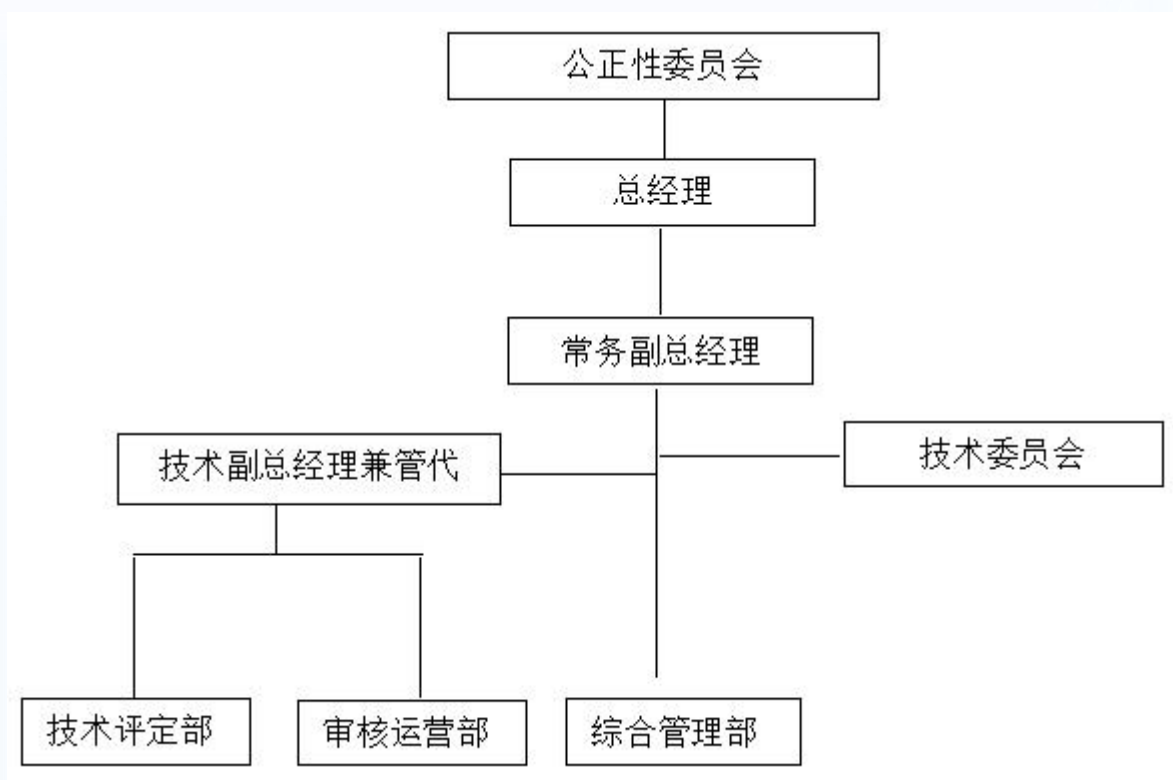 公正性委员会
总经理
常务副总经理
技术副总经理兼管代
技术委员会
技术评定部
审核运营部
综合管理部